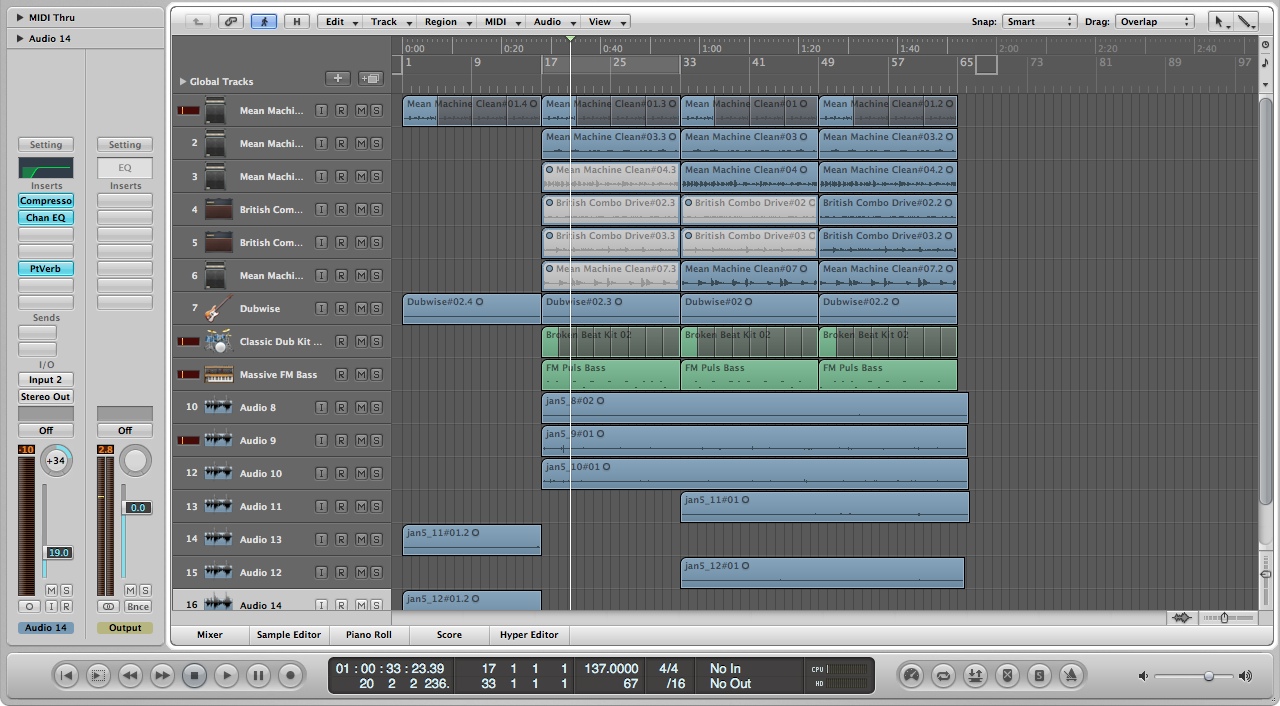 MIDI Thru
Audio 14
H Edit Track Region MIDI Audio View Snap: Smart Drag: Overlap
0:00 0:20 0:40 1:00 1:20 1:40 2:00 2:20 2:40
1 9 17 25 33 41 49 57 65 73 81 89 97
Global Tracks
Mean Machi... I R M S Mean Machine Clean#01.4 Mean Machine Clean#01.3 Mean Machine Clean#01 Mean Machine Clean#01.2
2 Mean Machi... I R M S Mean Machine Clean#03.3 Mean Machine Clean#03 Mean Machine Clean#03.2
3 Mean Machi... I R M S Mean Machine Clean#04.3 Mean Machine Clean#04 Mean Machine Clean#04.2
4 British Com... I R M S British Combo Drive#02.3 British Combo Drive#02 British Combo Drive#02.2
5 British Com... I R M S British Combo Drive#03.3 British Combo Drive#03 British Combo Drive#03.2
6 Mean Machi... I R M S Mean Machine Clean#07.3 Mean Machine Clean#07 Mean Machine Clean#07.2
7 Dubwise I R M S Dubwise#02.4 Dubwise#02.3 Dubwise#02 Dubwise#02.2
Classic Dub Kit ... R M S Broken Beat Kit 02 Broken Beat Kit 02 Broken Beat Kit 02
Massive FM Bass R M S FM Puls Bass FM Puls Bass FM Puls Bass
10 Audio 8 I R M S jan5_8#02
Audio 9 I R M S jan5_9#01
12 Audio 10 I R M S jan5_10#01
13 Audio 11 I R M S jan5_11#01
14 Audio 13 I R M S jan5_11#01.2
15 Audio 12 I R M S jan5_12#01
16 Audio 14 I R M S jan5_12#01.2
Setting Setting
EQ
Inserts Inserts
Compresso
Chan EQ
PtVerb
Sends
I/O
Input 2
Stereo Out
Off Off
-10 2.8
+34
0.0
19.0
M S M S
I R Bnce
Audio 14 Output
Mixer Sample Editor Piano Roll Score Hyper Editor
01 : 00 : 33 : 23.39 17 1 1 1 137.0000 4/4 No In CPU
20 2 2 236. 33 1 1 1 67 /16 No Out HD
S